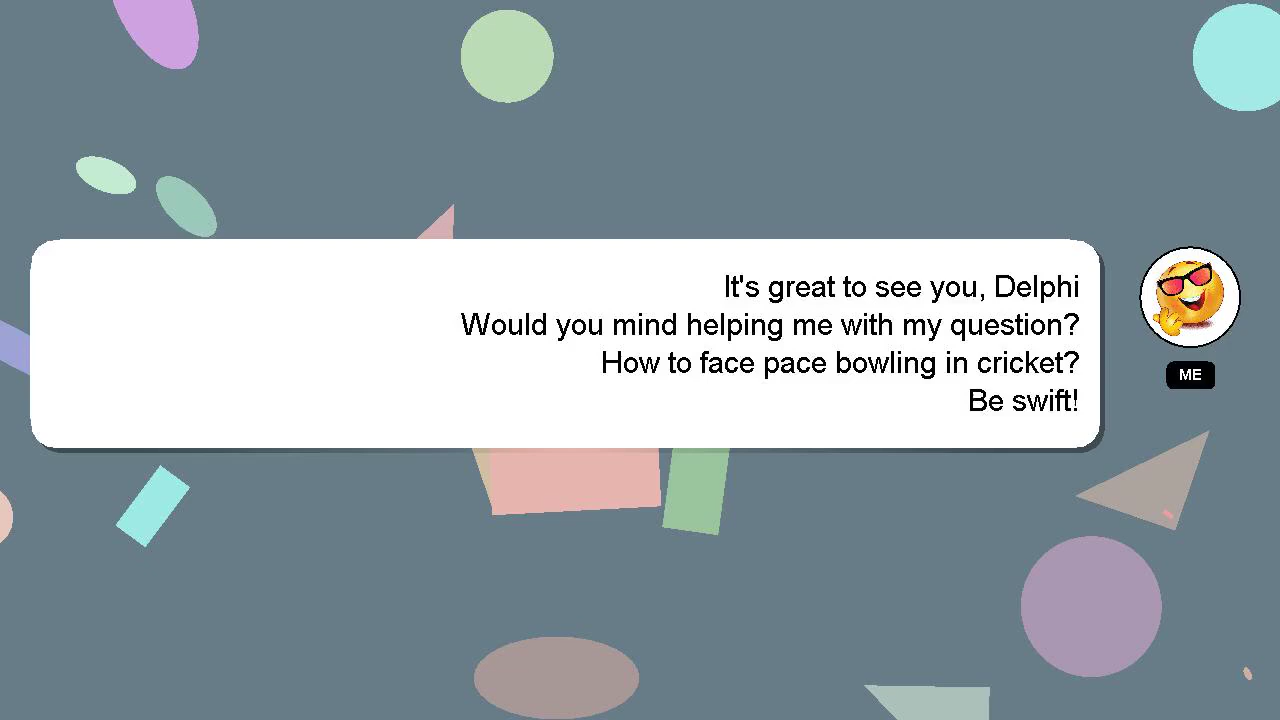 It's great to see you, Delphi
Would you mind helping me with my question?
How to face pace bowling in cricket?
Be swift!
ME